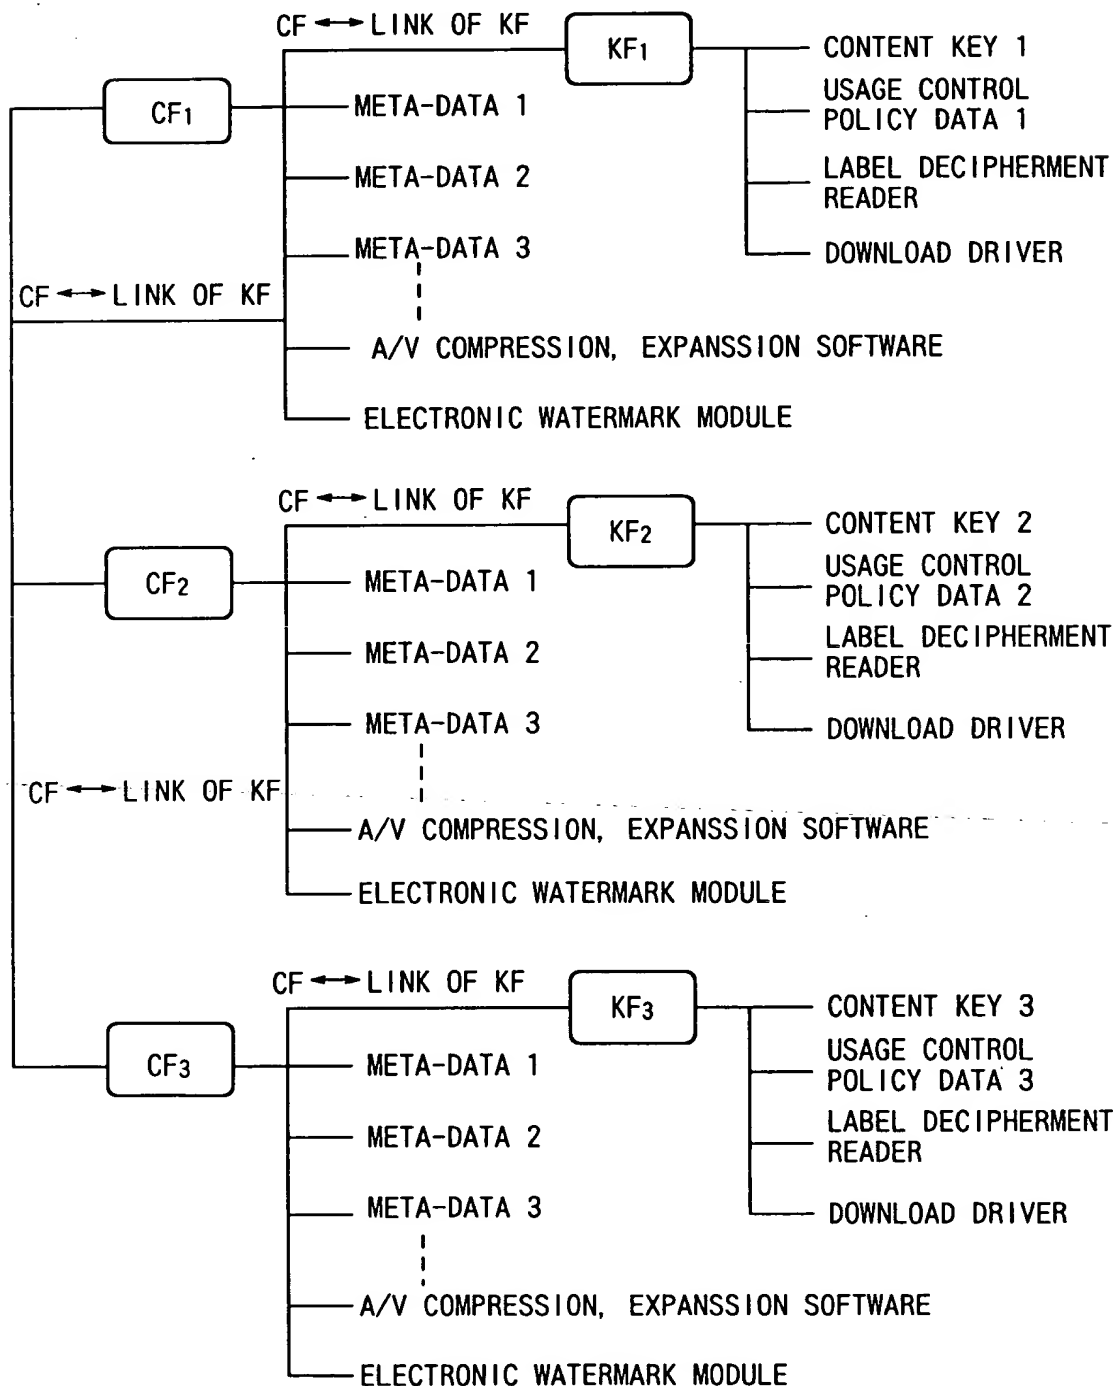 CF ↔ LINK OF KF
KF1
CONTENT KEY 1
CF1
META-DATA 1
USAGE CONTROL
POLICY DATA 1
META-DATA 2
LABEL DECIPHERMENT
READER
META-DATA 3
DOWNLOAD DRIVER
CF ↔ LINK OF KF
A/V COMPRESSION, EXPANSSION SOFTWARE
ELECTRONIC WATERMARK MODULE
CF ↔ LINK OF KF
KF2
CONTENT KEY 2
CF2
META-DATA 1
USAGE CONTROL
POLICY DATA 2
META-DATA 2
LABEL DECIPHERMENT
READER
META-DATA 3
DOWNLOAD DRIVER
CF ↔ LINK OF KF
A/V COMPRESSION, EXPANSSION SOFTWARE
ELECTRONIC WATERMARK MODULE
CF ↔ LINK OF KF
KF3
CONTENT KEY 3
CF3
META-DATA 1
USAGE CONTROL
POLICY DATA 3
META-DATA 2
LABEL DECIPHERMENT
READER
META-DATA 3
DOWNLOAD DRIVER
A/V COMPRESSION, EXPANSSION SOFTWARE
ELECTRONIC WATERMARK MODULE